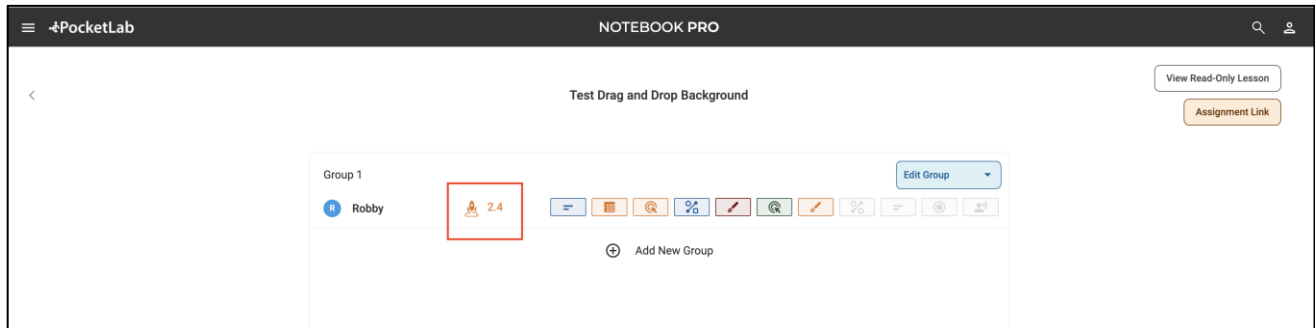 PocketLab
NOTEBOOK PRO
View Read-Only Lesson
Test Drag and Drop Background
Assignment Link
Group 1
Edit Group
R Robby 2.4
Add New Group